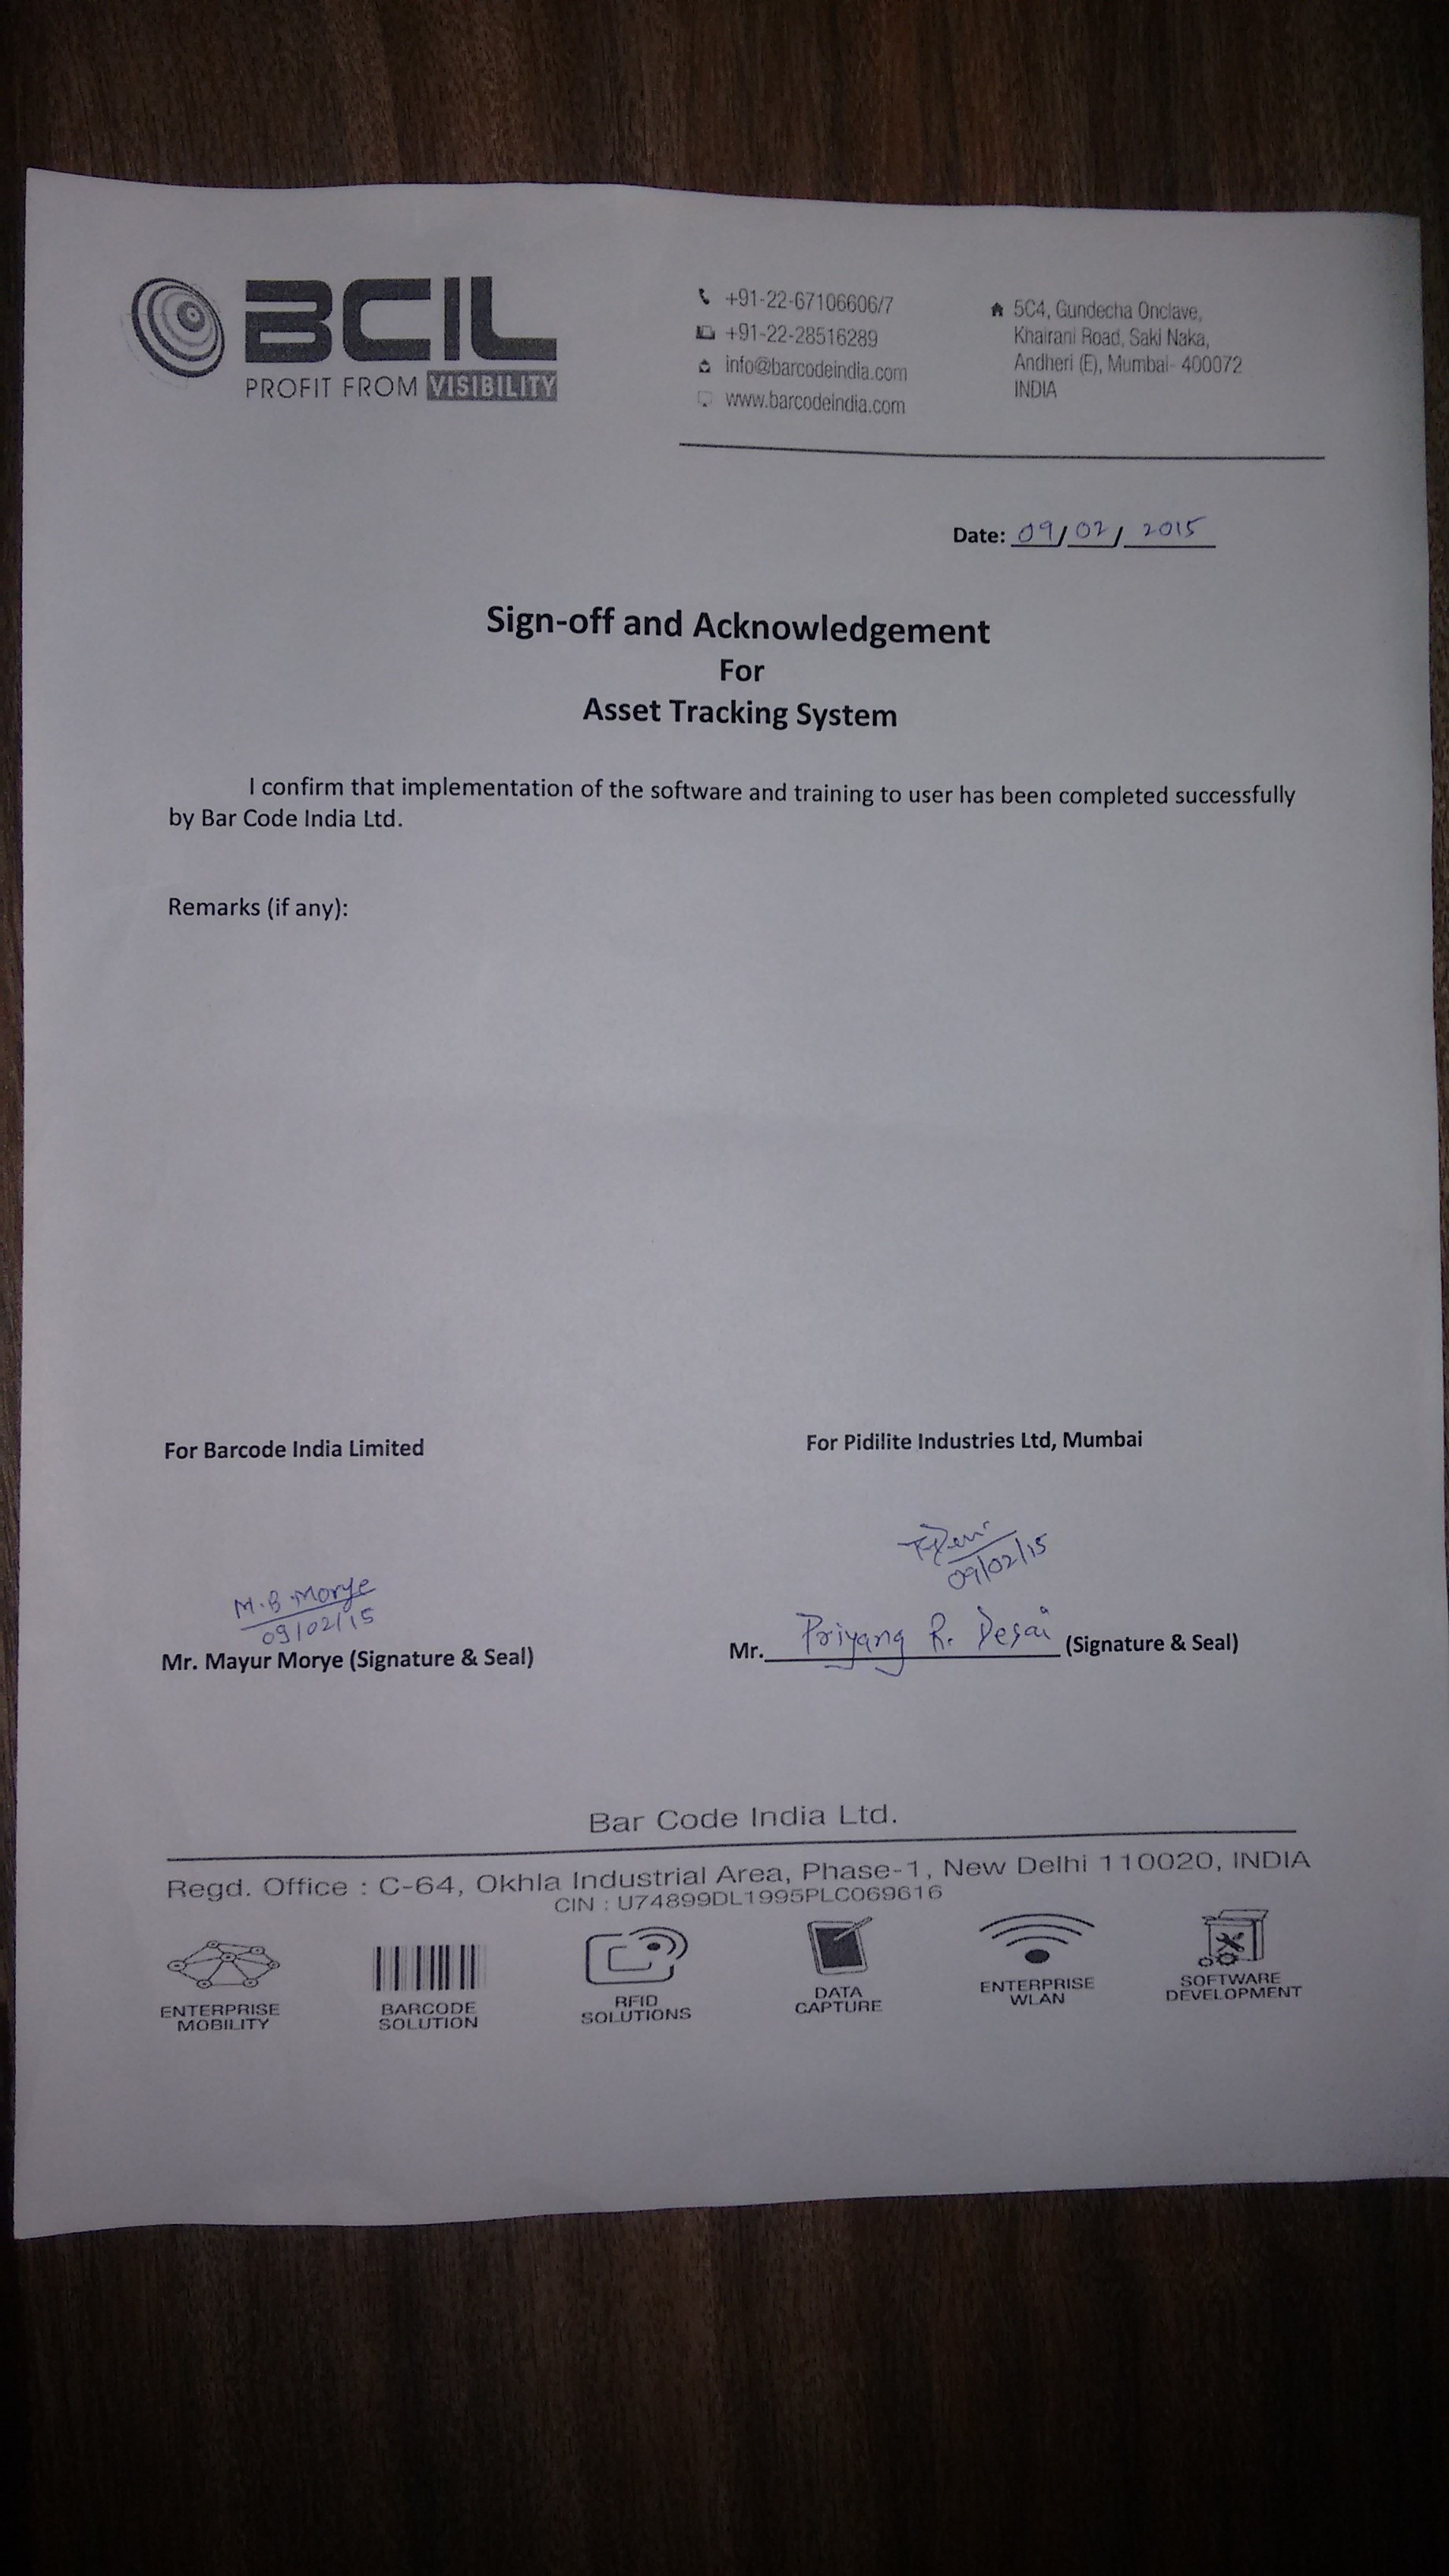 BCIL
PROFIT FROM VISIBILITY
+91-22-67106606/7
+91-22-28516289
info@barcodeindia.com
www.barcodeindia.com
5C4, Gundecha Onclave,
Khairani Road, Saki Naka,
Andheri (E), Mumbai- 400072
INDIA
Date: 09/02/2015
Sign-off and Acknowledgement
For
Asset Tracking System
I confirm that implementation of the software and training to user has been completed successfully
by Bar Code India Ltd.
Remarks (if any):
For Barcode India Limited
For Pidilite Industries Ltd, Mumbai
M.B.Morye
09/02/15
Mr. Mayur Morye (Signature & Seal)
09/02/15
Mr. Priyang R. Desai (Signature & Seal)
Bar Code India Ltd.
Regd. Office : C-64, Okhla Industrial Area, Phase-1, New Delhi 110020, INDIA
CIN : U74899DL1995PLC069616
ENTERPRISE
MOBILITY
BARCODE
SOLUTION
RFID
SOLUTIONS
DATA
CAPTURE
ENTERPRISE
WLAN
SOFTWARE
DEVELOPMENT